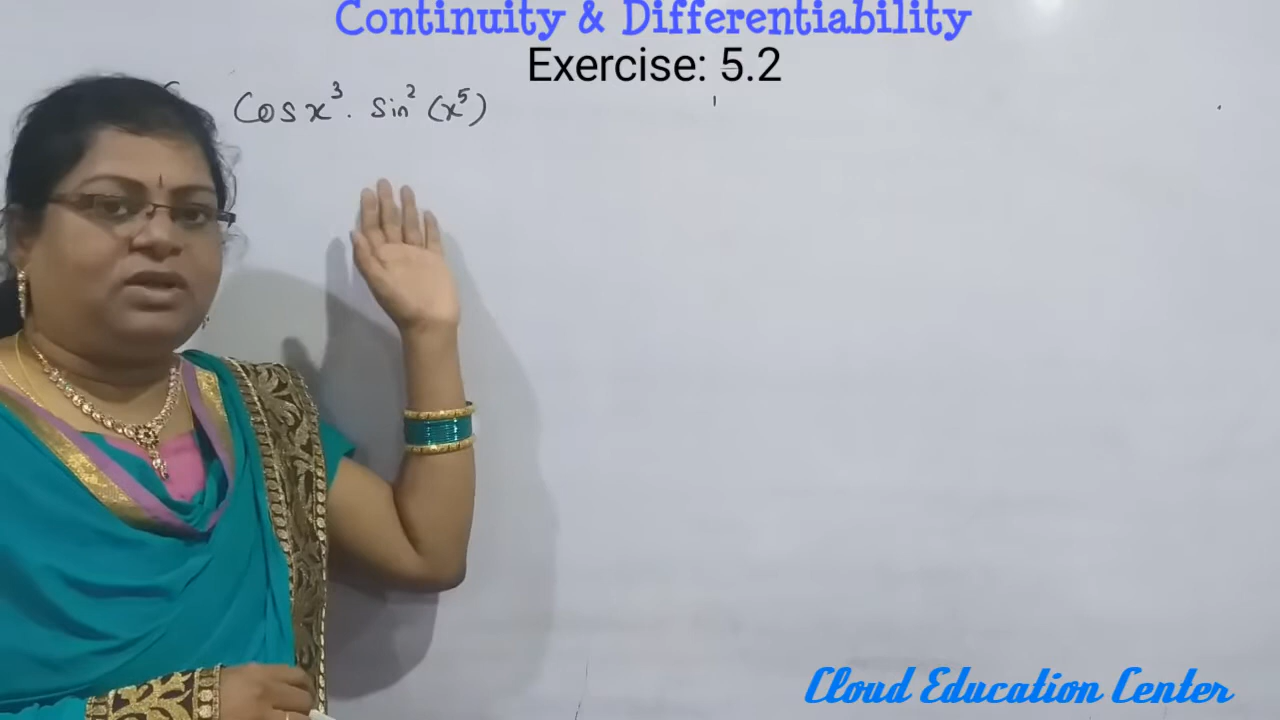 Continuity & Differentiability
Exercise: 5.2
Cos x³ . Sin² (x⁵)
Cloud Education Center